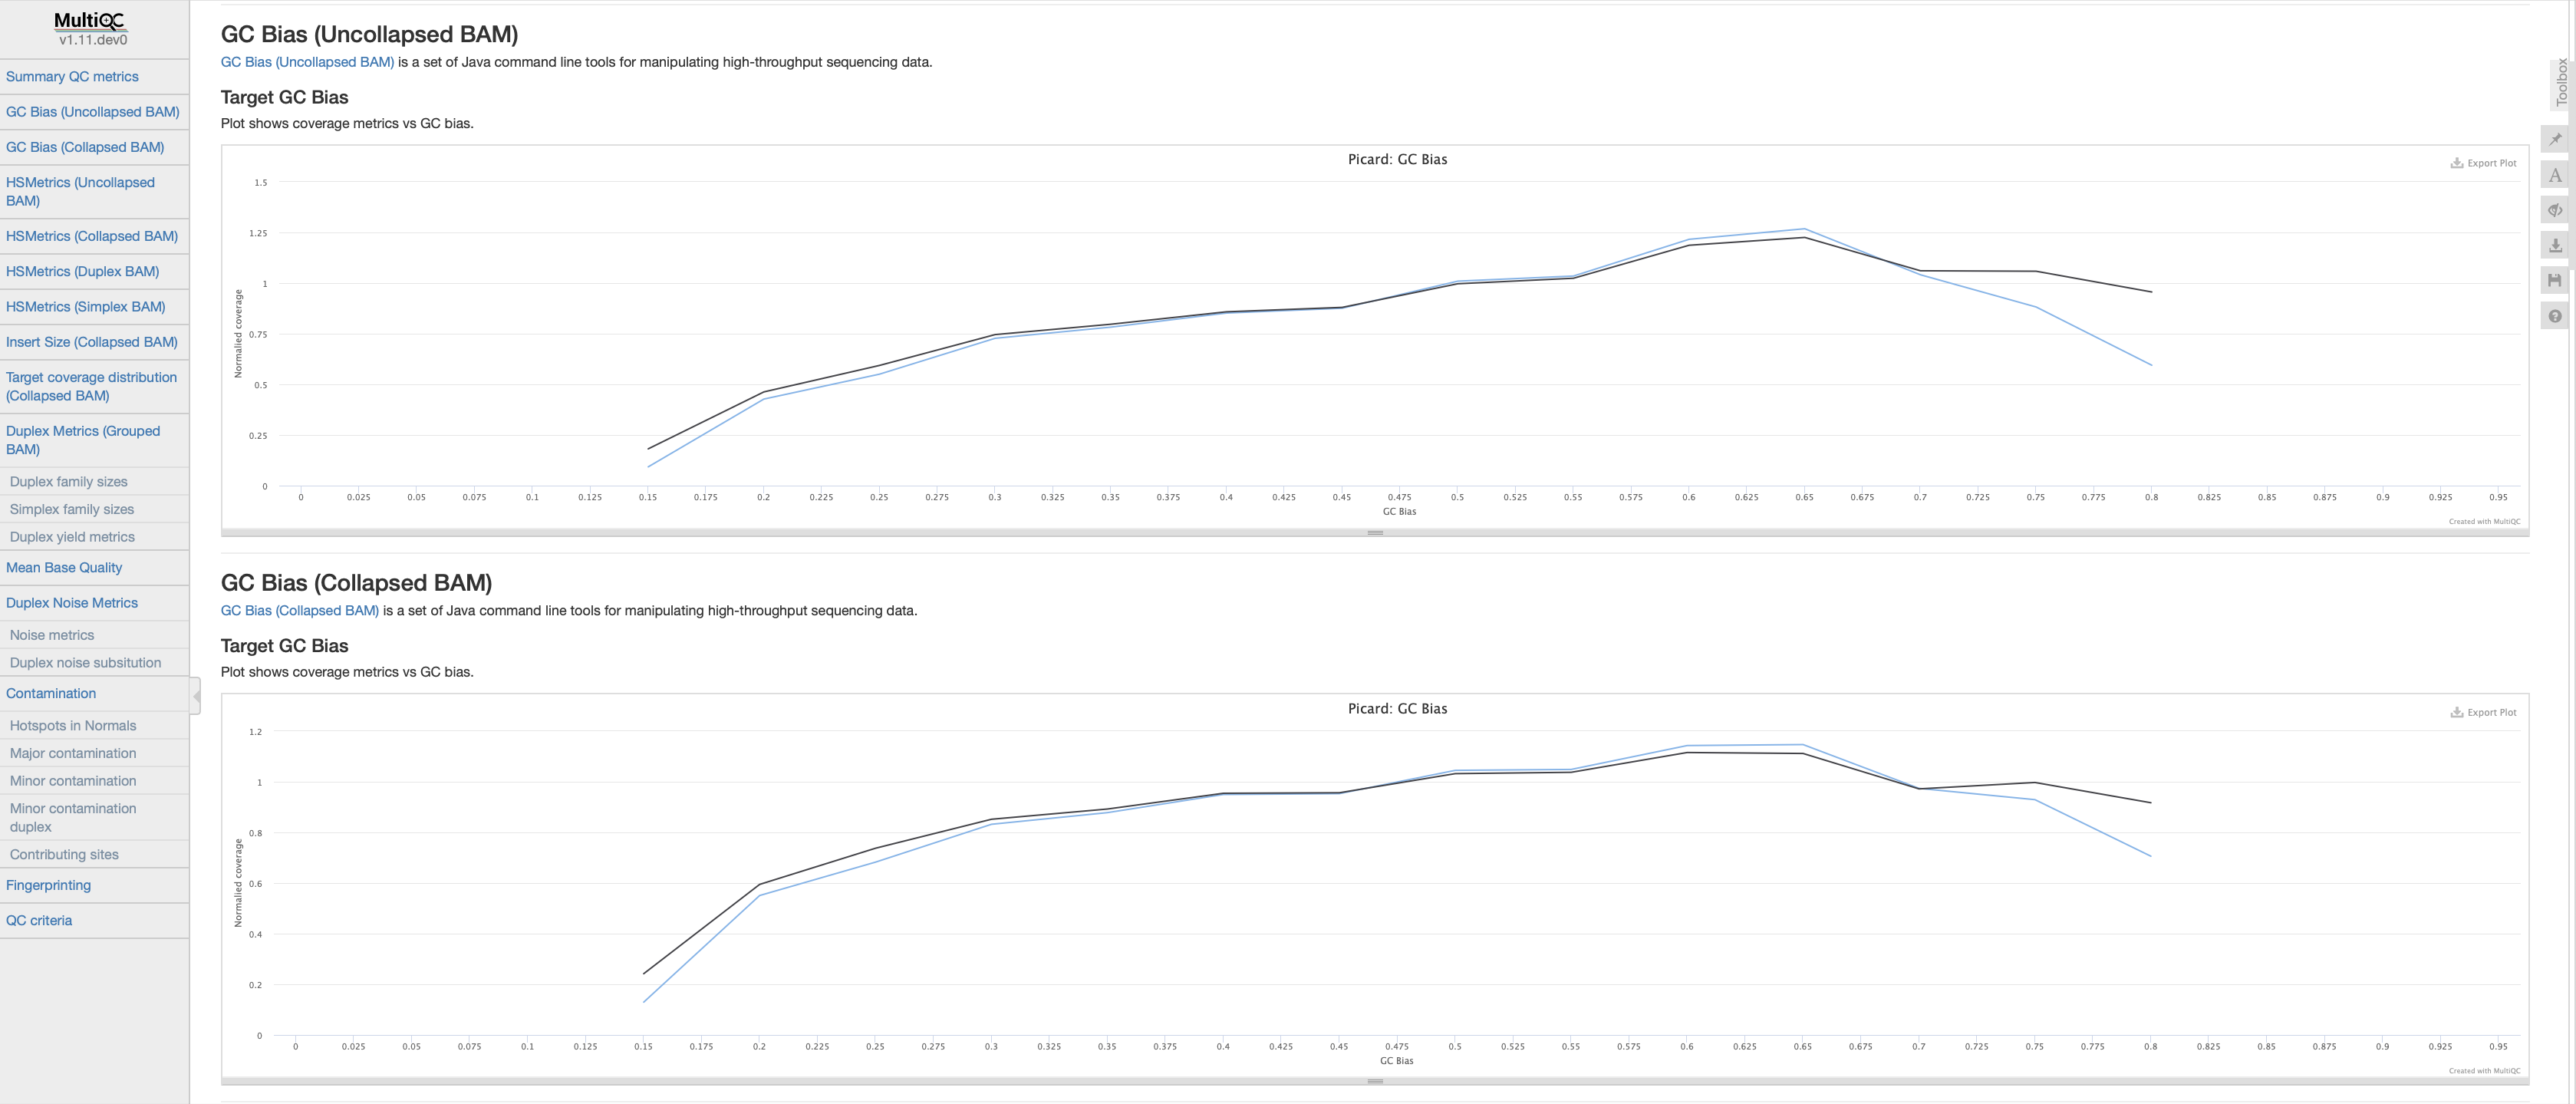 MultiQC
v1.11.dev0
Summary QC metrics
GC Bias (Uncollapsed BAM)
GC Bias (Collapsed BAM)
HSMetrics (Uncollapsed
BAM)
HSMetrics (Collapsed BAM)
HSMetrics (Duplex BAM)
HSMetrics (Simplex BAM)
Insert Size (Collapsed BAM)
Target coverage distribution
(Collapsed BAM)
Duplex Metrics (Grouped
BAM)
Duplex family sizes
Simplex family sizes
Duplex yield metrics
Mean Base Quality
Duplex Noise Metrics
Noise metrics
Duplex noise subsitution
Contamination
Hotspots in Normals
Major contamination
Minor contamination
Minor contamination
duplex
Contributing sites
Fingerprinting
QC criteria
GC Bias (Uncollapsed BAM)
GC Bias (Uncollapsed BAM) is a set of Java command line tools for manipulating high-throughput sequencing data.
Target GC Bias
Plot shows coverage metrics vs GC bias.
Picard: GC Bias
Export Plot
Normalied coverage
1.5
1.25
1
0.75
0.5
0.25
0
0 0.025 0.05 0.075 0.1 0.125 0.15 0.175 0.2 0.225 0.25 0.275 0.3 0.325 0.35 0.375 0.4 0.425 0.45 0.475 0.5 0.525 0.55 0.575 0.6 0.625 0.65 0.675 0.7 0.725 0.75 0.775 0.8 0.825 0.85 0.875 0.9 0.925 0.95
GC Bias
Created with MultiQC
GC Bias (Collapsed BAM)
GC Bias (Collapsed BAM) is a set of Java command line tools for manipulating high-throughput sequencing data.
Target GC Bias
Plot shows coverage metrics vs GC bias.
Picard: GC Bias
Export Plot
Normalied coverage
1.2
1
0.8
0.6
0.4
0.2
0
0 0.025 0.05 0.075 0.1 0.125 0.15 0.175 0.2 0.225 0.25 0.275 0.3 0.325 0.35 0.375 0.4 0.425 0.45 0.475 0.5 0.525 0.55 0.575 0.6 0.625 0.65 0.675 0.7 0.725 0.75 0.775 0.8 0.825 0.85 0.875 0.9 0.925 0.95
GC Bias
Created with MultiQC
Toolbox
A